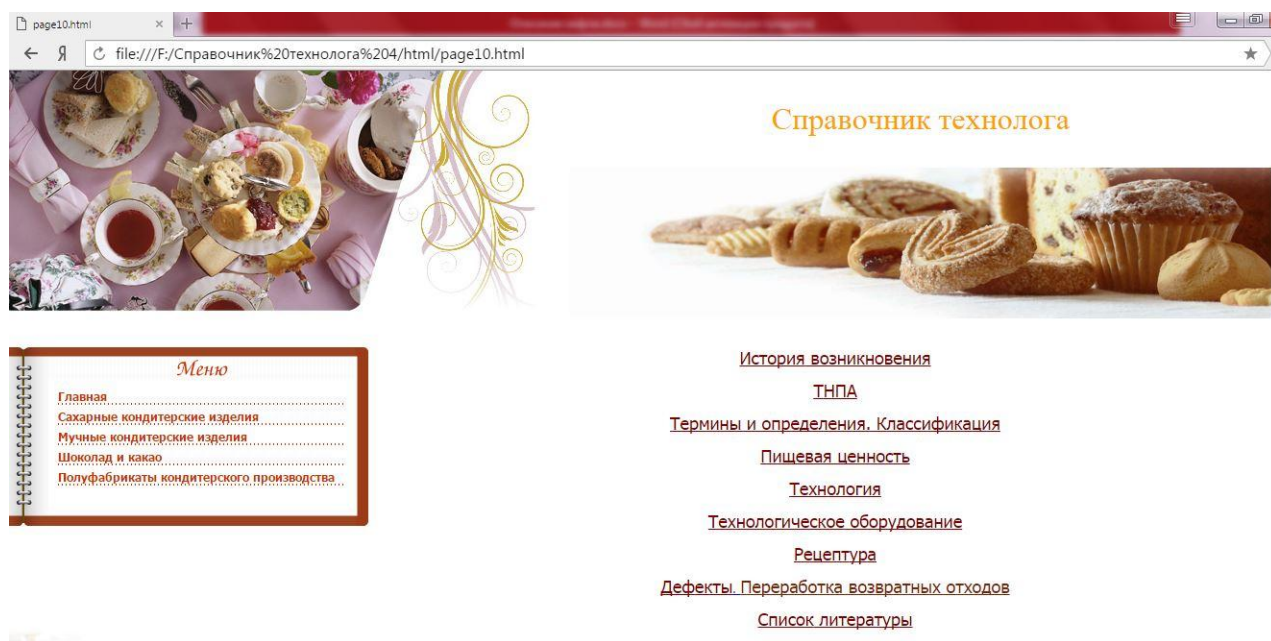 page10.html
file:///F:/Справочник%20технолога%204/html/page10.html
Справочник технолога
Меню
Главная
Сахарные кондитерские изделия
Мучные кондитерские изделия
Шоколад и какао
Полуфабрикаты кондитерского производства
История возникновения
ТНПА
Термины и определения. Классификация
Пищевая ценность
Технология
Технологическое оборудование
Рецептура
Дефекты. Переработка возвратных отходов
Список литературы